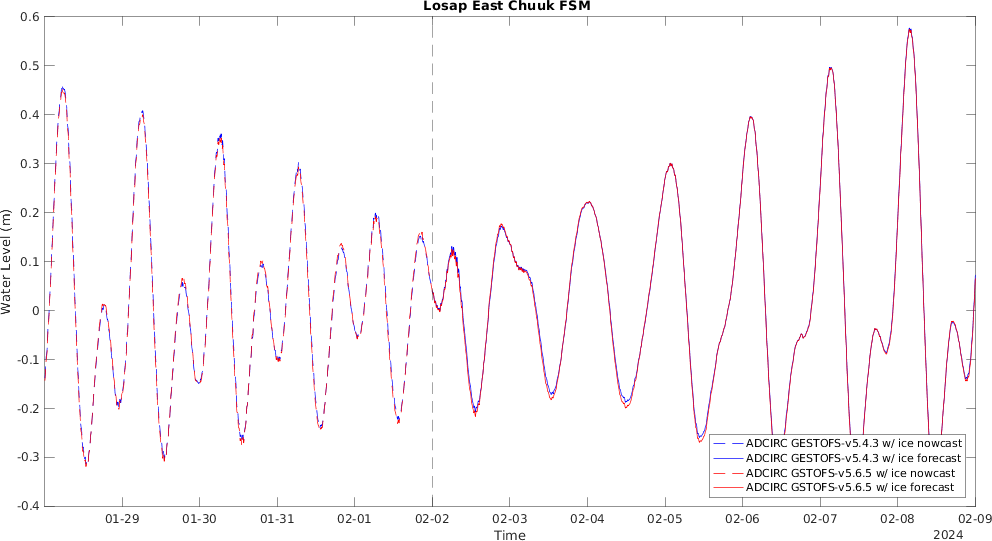 Losap East Chuuk FSM
0.6
0.5
0.4
0.3
0.2
0.1
0
-0.1
-0.2
-0.3
-0.4
Water Level (m)
ADCIRC GESTOFS-v5.4.3 w/ ice nowcast
ADCIRC GESTOFS-v5.4.3 w/ ice forecast
ADCIRC GSTOFS-v5.6.5 w/ ice nowcast
ADCIRC GSTOFS-v5.6.5 w/ ice forecast
01-29 01-30 01-31 02-01 02-02 02-03 02-04 02-05 02-06 02-07 02-08 02-09
Time 2024